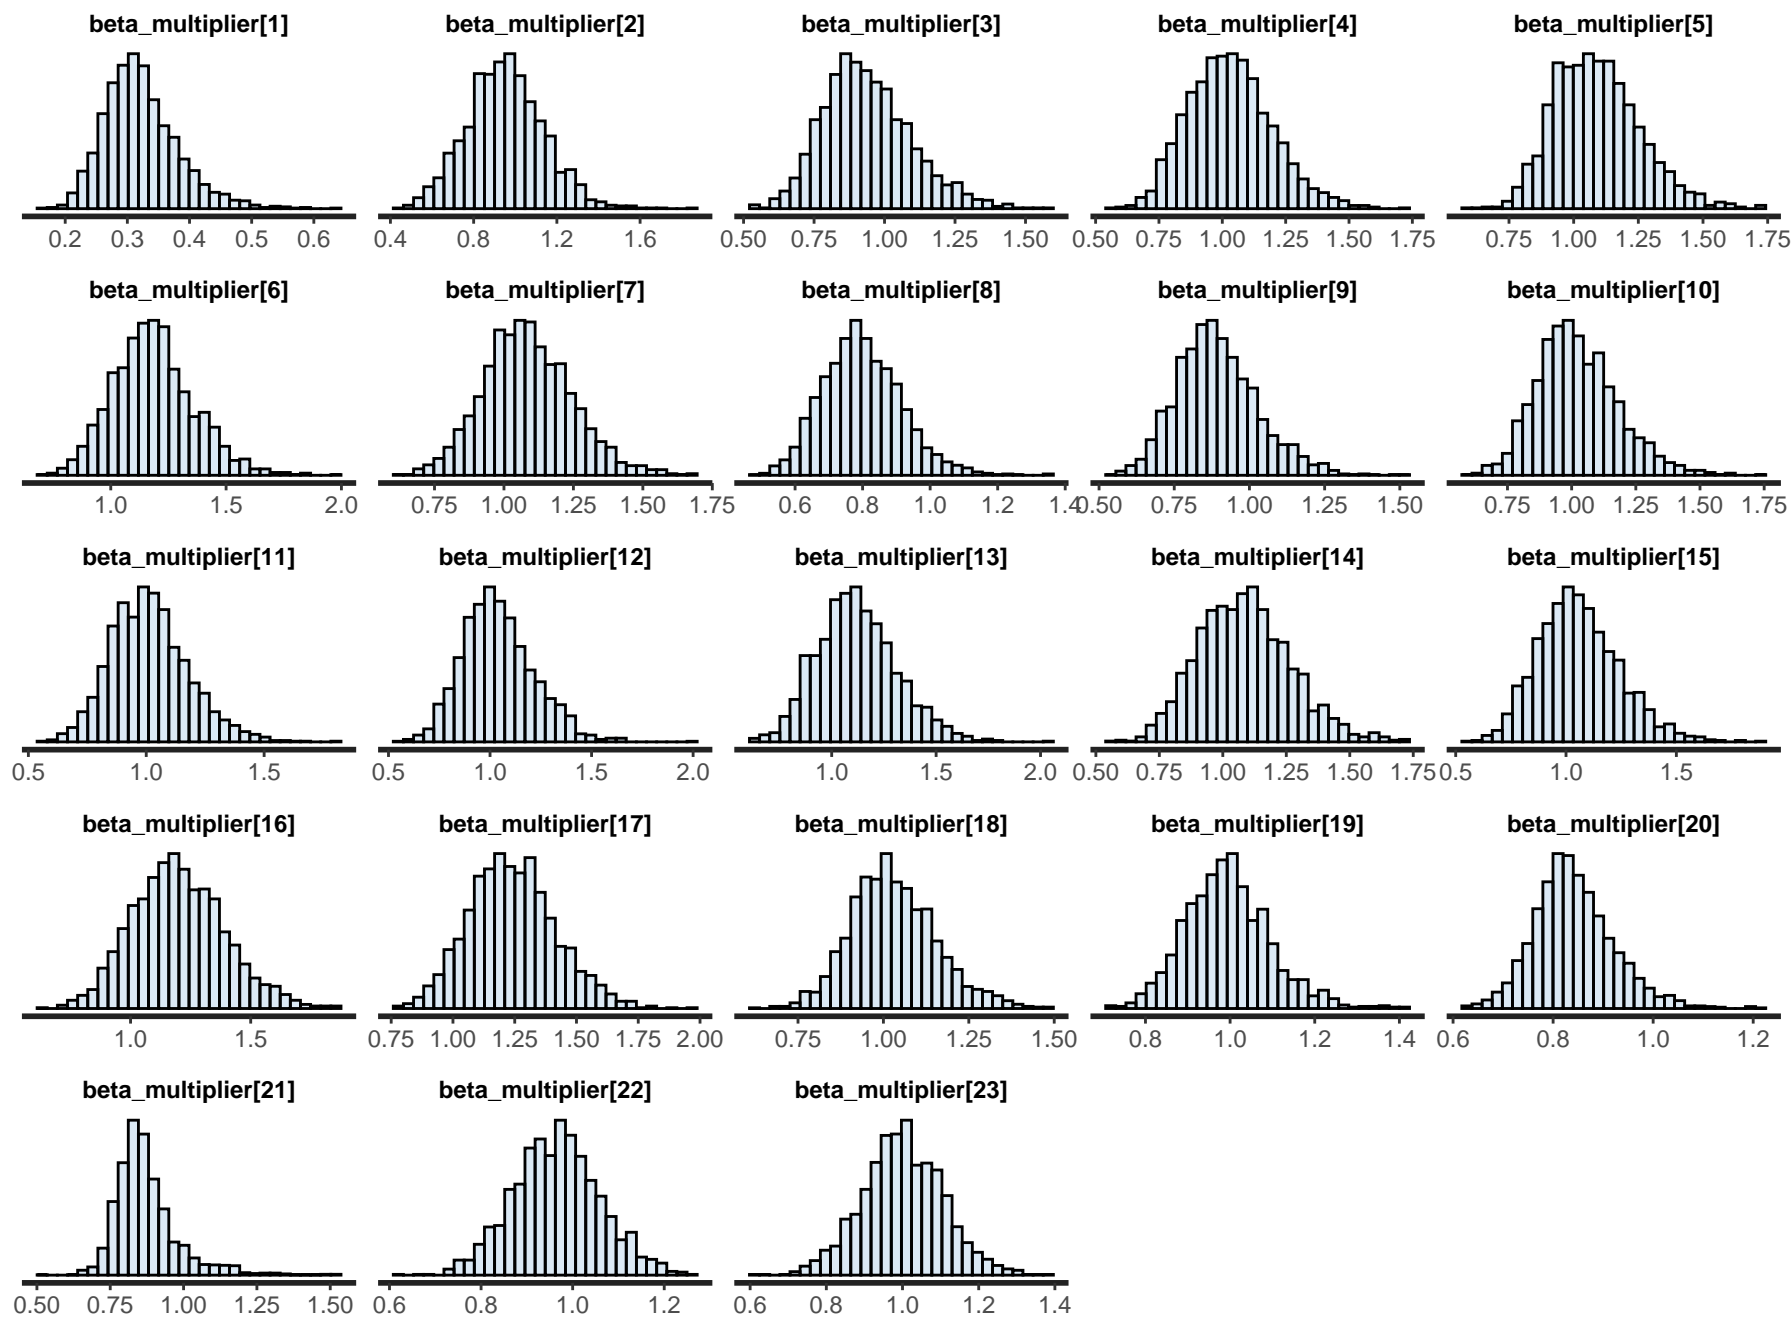 beta_multiplier[1] beta_multiplier[2] beta_multiplier[3] beta_multiplier[4] beta_multiplier[5]
0.2 0.3 0.4 0.5 0.6 0.4 0.8 1.2 1.6 0.50 0.75 1.00 1.25 1.50 0.50 0.75 1.00 1.25 1.50 1.75 0.75 1.00 1.25 1.50 1.75
beta_multiplier[6] beta_multiplier[7] beta_multiplier[8] beta_multiplier[9] beta_multiplier[10]
1.0 1.5 2.0 0.75 1.00 1.25 1.50 1.75 0.6 0.8 1.0 1.2 1.4 0.50 0.75 1.00 1.25 1.50 0.75 1.00 1.25 1.50 1.75
beta_multiplier[11] beta_multiplier[12] beta_multiplier[13] beta_multiplier[14] beta_multiplier[15]
0.5 1.0 1.5 0.5 1.0 1.5 2.0 1.0 1.5 2.0 0.50 0.75 1.00 1.25 1.50 1.75 0.5 1.0 1.5
beta_multiplier[16] beta_multiplier[17] beta_multiplier[18] beta_multiplier[19] beta_multiplier[20]
1.0 1.5 0.75 1.00 1.25 1.50 1.75 2.00 0.75 1.00 1.25 1.50 0.8 1.0 1.2 1.4 0.6 0.8 1.0 1.2
beta_multiplier[21] beta_multiplier[22] beta_multiplier[23]
0.50 0.75 1.00 1.25 1.50 0.6 0.8 1.0 1.2 0.6 0.8 1.0 1.2 1.4